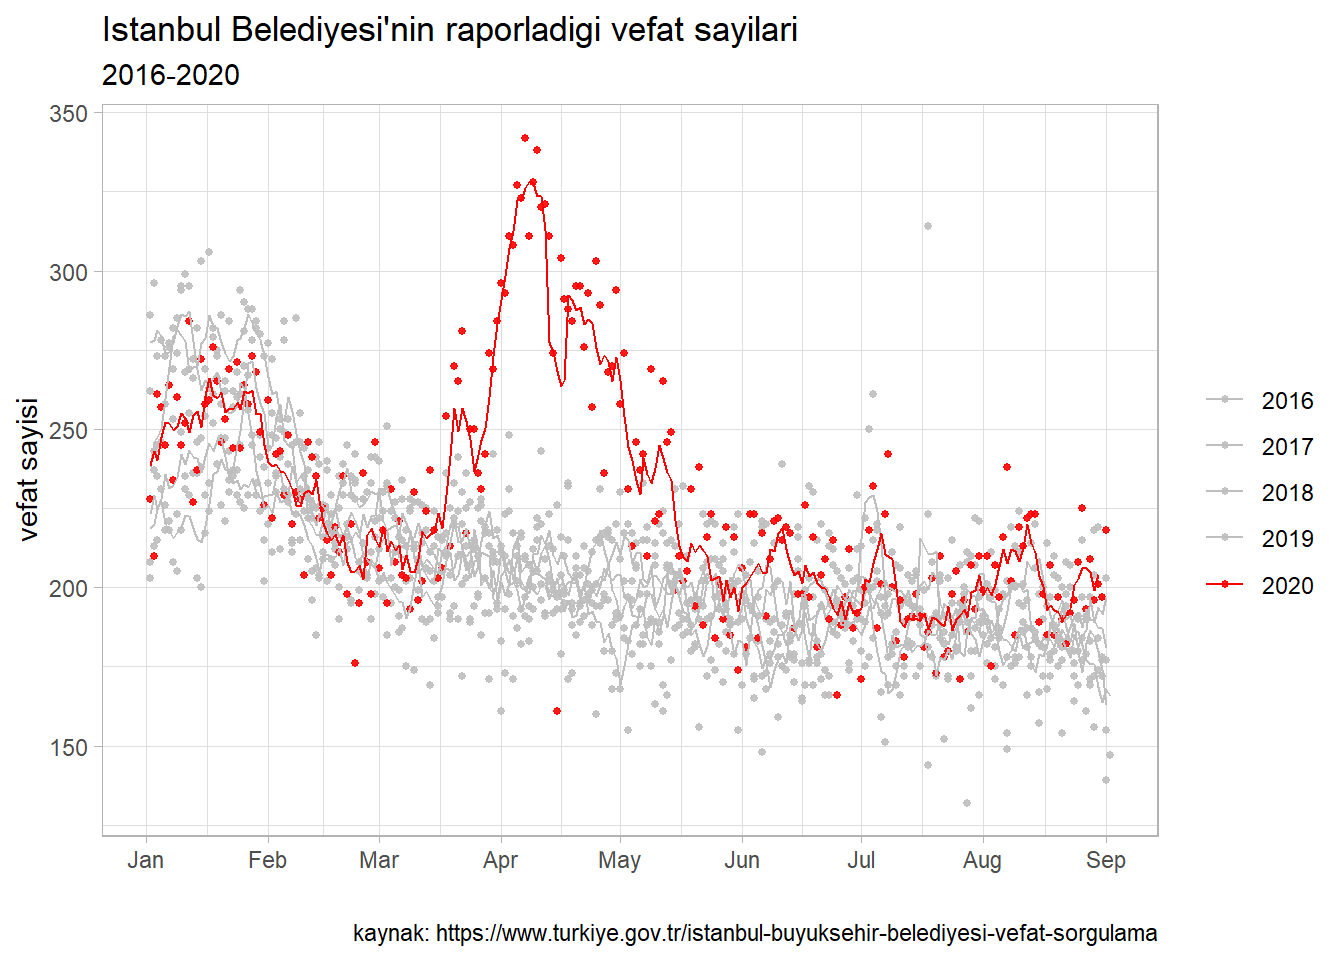 Istanbul Belediyesi'nin raporladigi vefat sayilari
2016-2020
vefat sayisi
350
300
250
200
150
Jan Feb Mar Apr May Jun Jul Aug Sep
2016
2017
2018
2019
2020
kaynak: https://www.turkiye.gov.tr/istanbul-buyuksehir-belediyesi-vefat-sorgulama